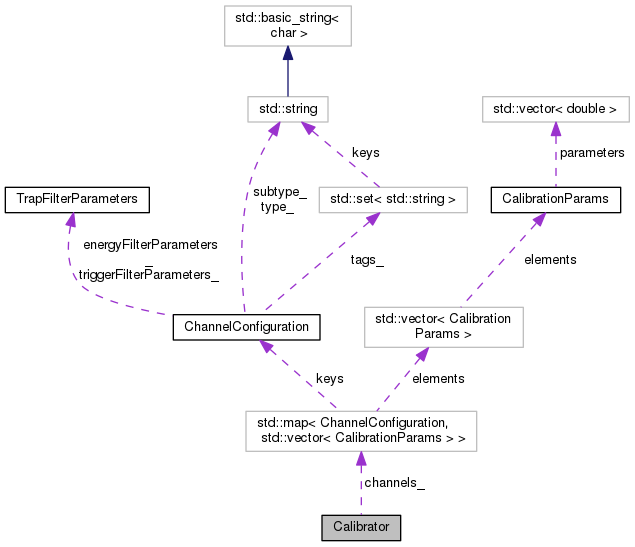 std::basic_string<
char >
std::string
std::vector< double >
keys
parameters
TrapFilterParameters
subtype_
type_
std::set< std::string >
CalibrationParams
energyFilterParameters
_
triggerFilterParameters_
tags_
elements
ChannelConfiguration
std::vector< Calibration
Params >
keys
elements
std::map< ChannelConfiguration,
std::vector< CalibrationParams > >
channels_
Calibrator